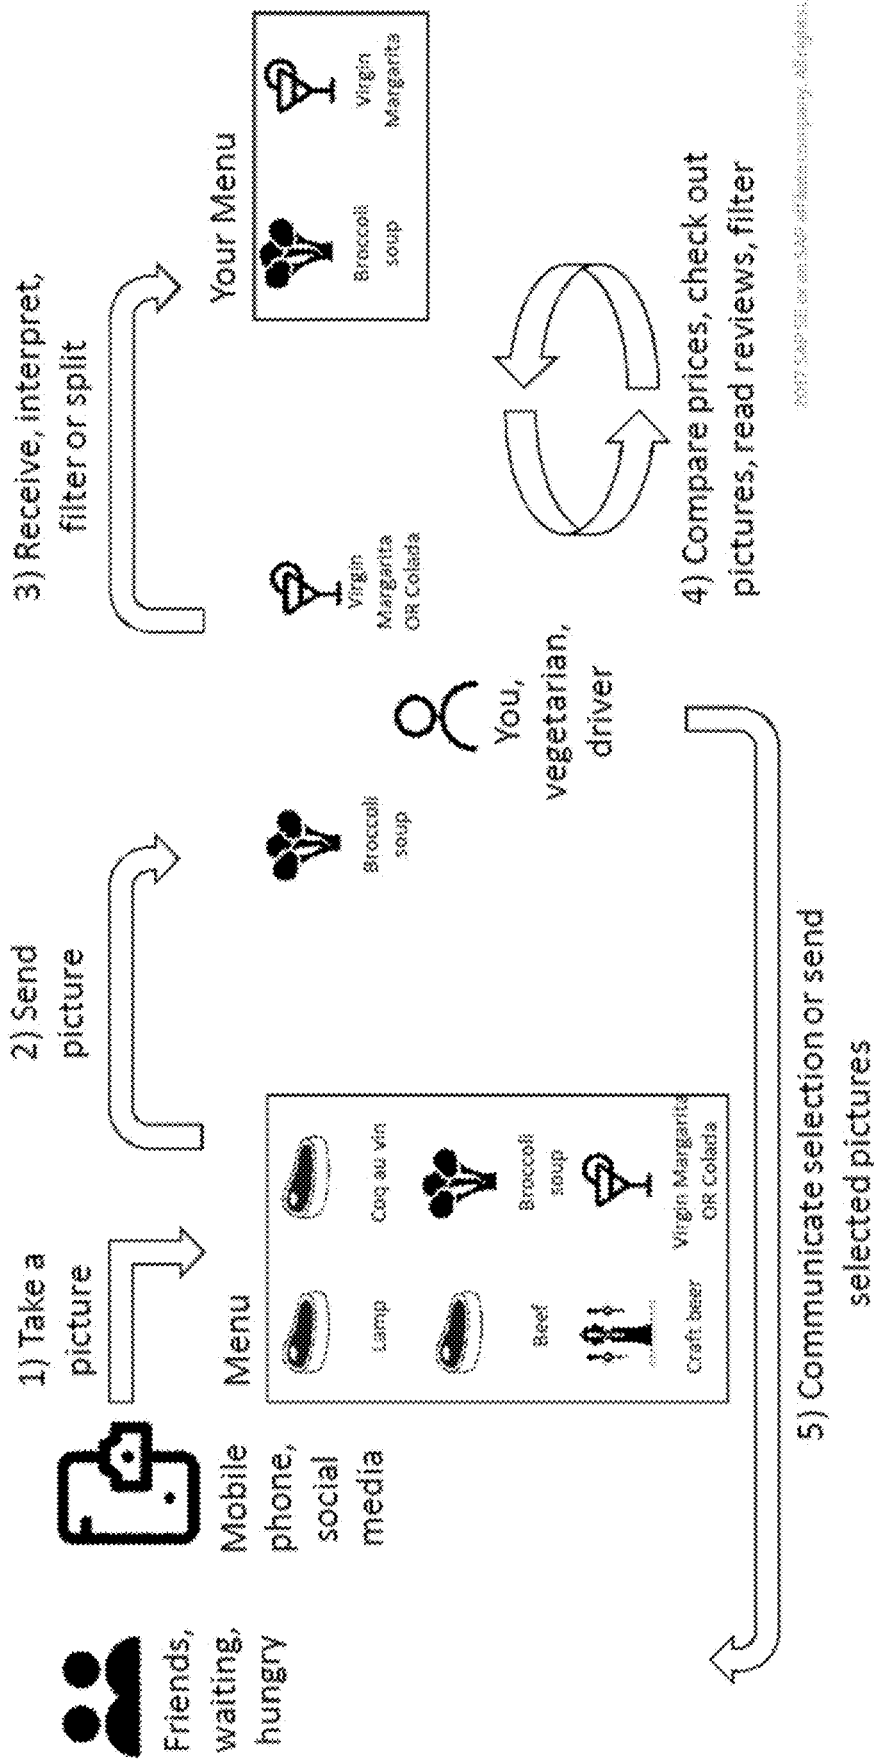 Friends,
waiting,
hungry
Mobile
phone,
social
media
1) Take a
picture
Menu
Lamp
Coq au vin
Beef
Broccoli
soup
Craft beer
Virgin Margarita
OR Colada
2) Send
picture
Broccoli
soup
You,
vegetarian,
driver
Virgin
Margarita
OR Colada
3) Receive, interpret,
filter or split
Your Menu
Broccoli
soup
Virgin
Margarita
4) Compare prices, check out
pictures, read reviews, filter
5) Communicate selection or send
selected pictures